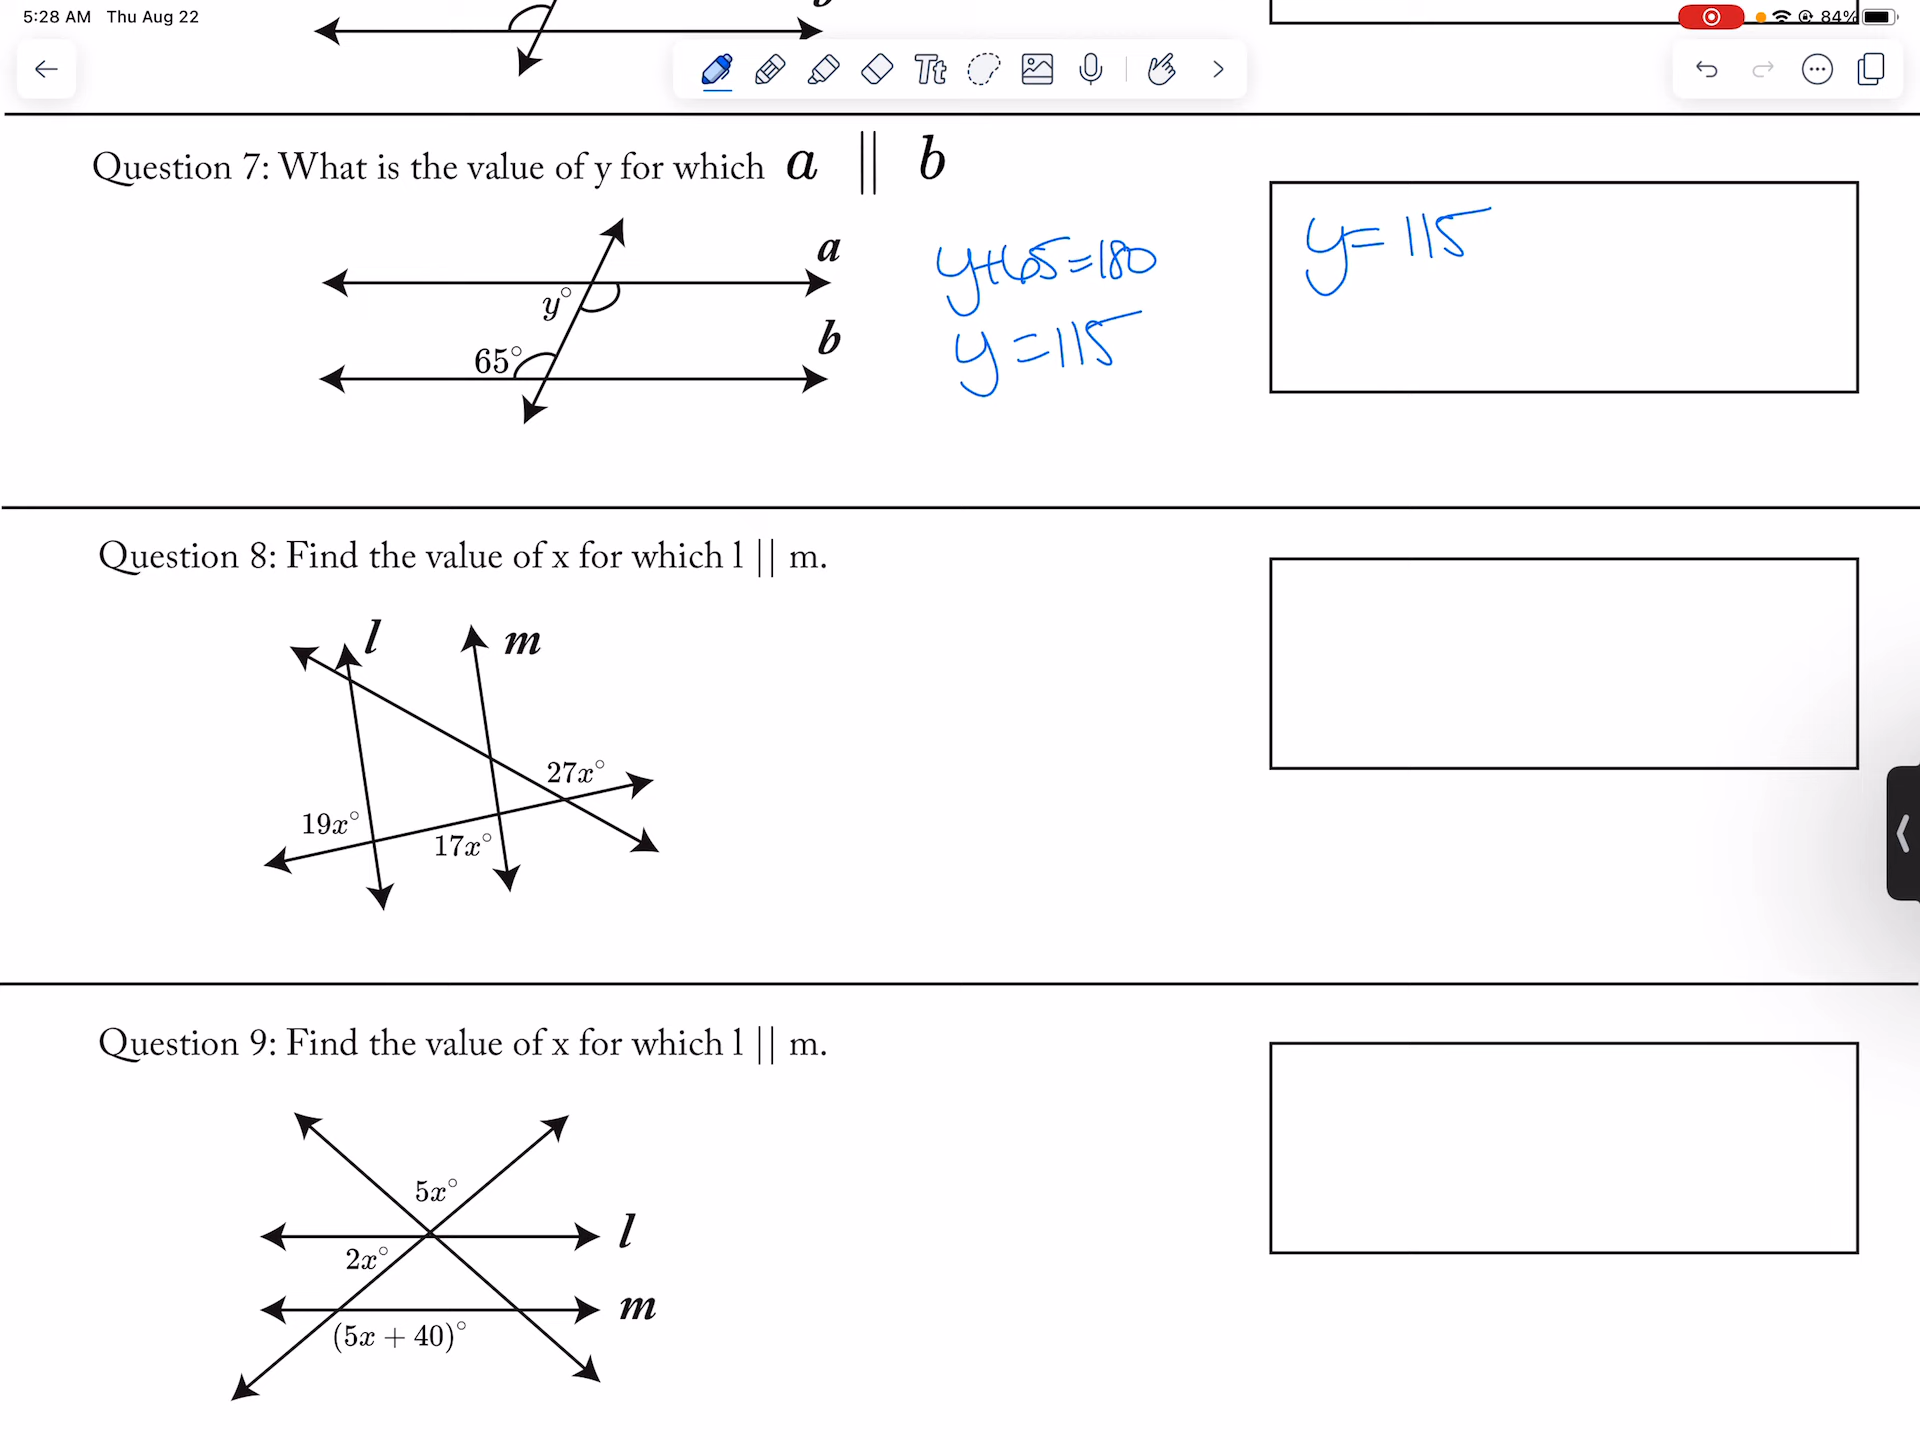 5:28 AM Thu Aug 22
84%
Tt
Question 7: What is the value of y for which a || b
a
y°
b
65°
y+65=180
y=115
y=115
Question 8: Find the value of x for which l || m.
l
m
27x°
19x°
17x°
Question 9: Find the value of x for which l || m.
5x°
l
2x°
m
(5x + 40)°